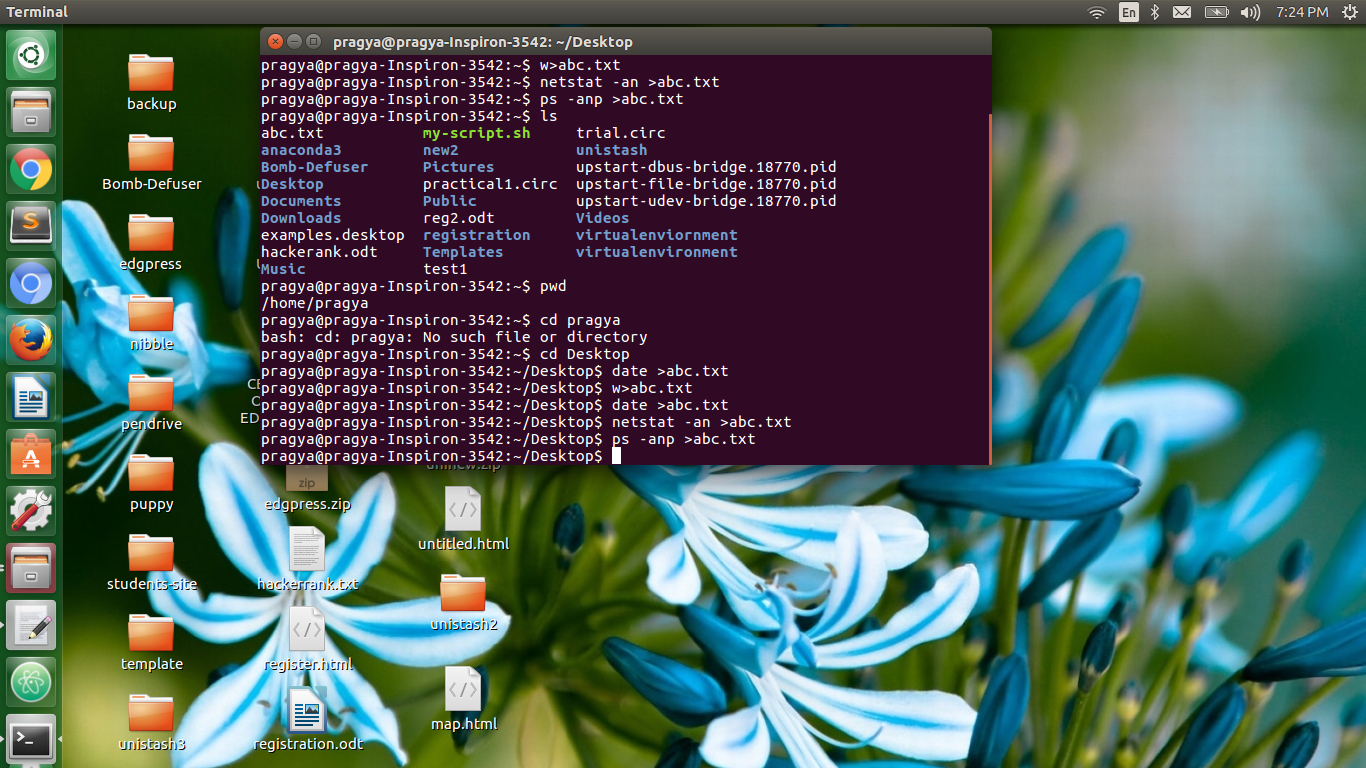 Terminal
En
7:24 PM
pragya@pragya-Inspiron-3542: ~/Desktop
pragya@pragya-Inspiron-3542:~$ w>abc.txt
pragya@pragya-Inspiron-3542:~$ netstat -an >abc.txt
pragya@pragya-Inspiron-3542:~$ ps -anp >abc.txt
pragya@pragya-Inspiron-3542:~$ ls
abc.txt my-script.sh trial.circ
anaconda3 new2 unistash
Bomb-Defuser Pictures upstart-dbus-bridge.18770.pid
Desktop practical1.circ upstart-file-bridge.18770.pid
Documents Public upstart-udev-bridge.18770.pid
Downloads reg2.odt Videos
examples.desktop registration virtualenviornment
hackerank.odt Templates virtualenvironment
Music test1
pragya@pragya-Inspiron-3542:~$ pwd
/home/pragya
pragya@pragya-Inspiron-3542:~$ cd pragya
bash: cd: pragya: No such file or directory
pragya@pragya-Inspiron-3542:~$ cd Desktop
pragya@pragya-Inspiron-3542:~/Desktop$ date >abc.txt
pragya@pragya-Inspiron-3542:~/Desktop$ w>abc.txt
pragya@pragya-Inspiron-3542:~/Desktop$ date >abc.txt
pragya@pragya-Inspiron-3542:~/Desktop$ netstat -an >abc.txt
pragya@pragya-Inspiron-3542:~/Desktop$ ps -anp >abc.txt
pragya@pragya-Inspiron-3542:~/Desktop$
backup
Bomb-Defuser
edgpress
nibble
pendrive
puppy
students-site
template
unistash3
zip
edgpress.zip
hackerrank.txt
register.html
registration.odt
untitled.html
unistash2
map.html